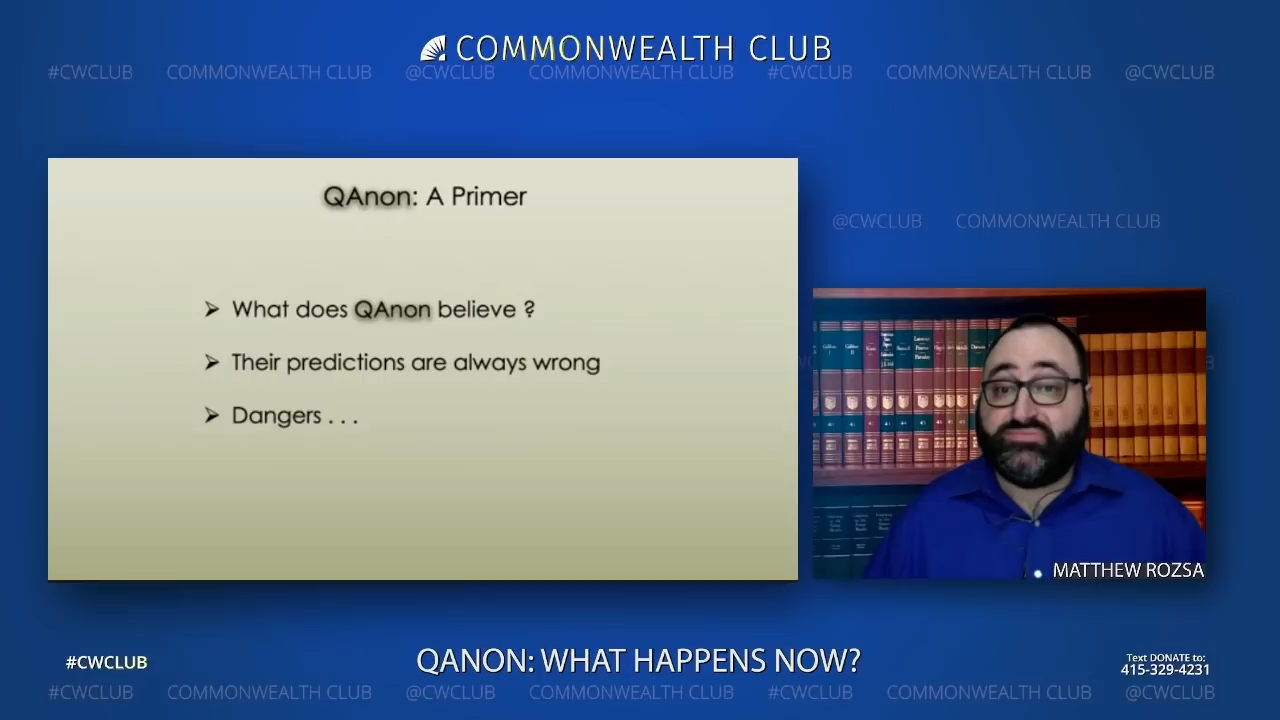 COMMONWEALTH CLUB
#CWCLUB COMMONWEALTH CLUB @CWCLUB COMMONWEALTH CLUB #CWCLUB COMMONWEALTH CLUB @CWCLUB
QAnon: A Primer
@CWCLUB COMMONWEALTH CLUB
What does QAnon believe ?
Their predictions are always wrong
Dangers . . .
MATTHEW ROZSA
#CWCLUB
QANON: WHAT HAPPENS NOW?
Text DONATE to:
415-329-4231
#CWCLUB COMMONWEALTH CLUB @CWCLUB COMMONWEALTH CLUB #CWCLUB COMMONWEALTH CLUB @CWCLUB